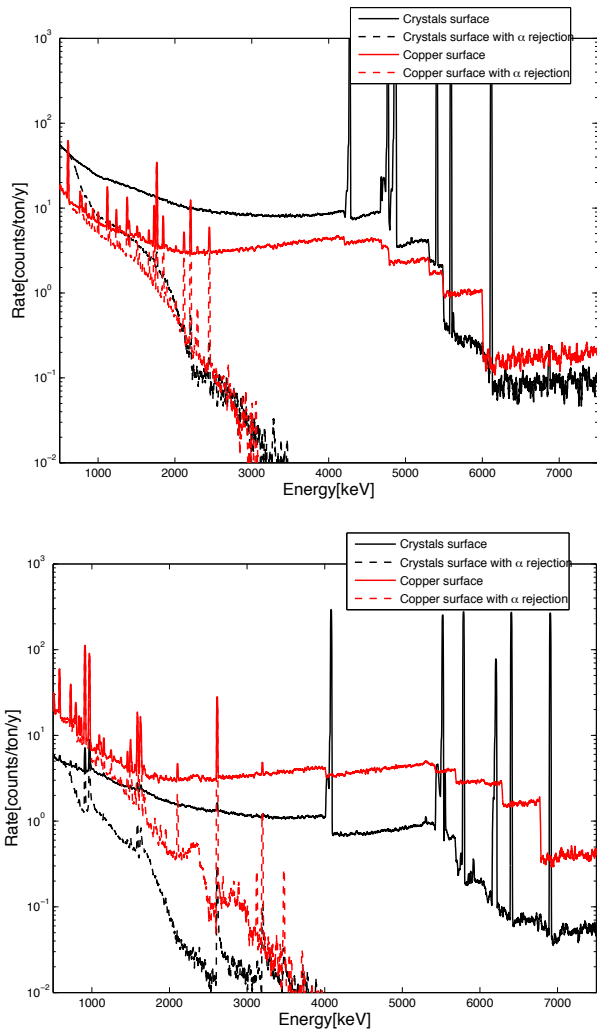 Crystals surface
Crystals surface with α rejection
Copper surface
Copper surface with α rejection
10³
10²
10¹
10⁰
10⁻¹
10⁻²
Rate[counts/ton/y]
1000 2000 3000 4000 5000 6000 7000
Energy[keV]
Crystals surface
Crystals surface with α rejection
Copper surface
Copper surface with α rejection
10³
10²
10¹
10⁰
10⁻¹
10⁻²
Rate[counts/ton/y]
1000 2000 3000 4000 5000 6000 7000
Energy[keV]